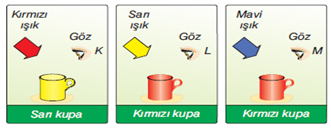 Kırmızı
ışık
Göz
K
Sarı kupa
Sarı
ışık
Göz
L
Kırmızı kupa
Mavi
ışık
Göz
M
Kırmızı kupa